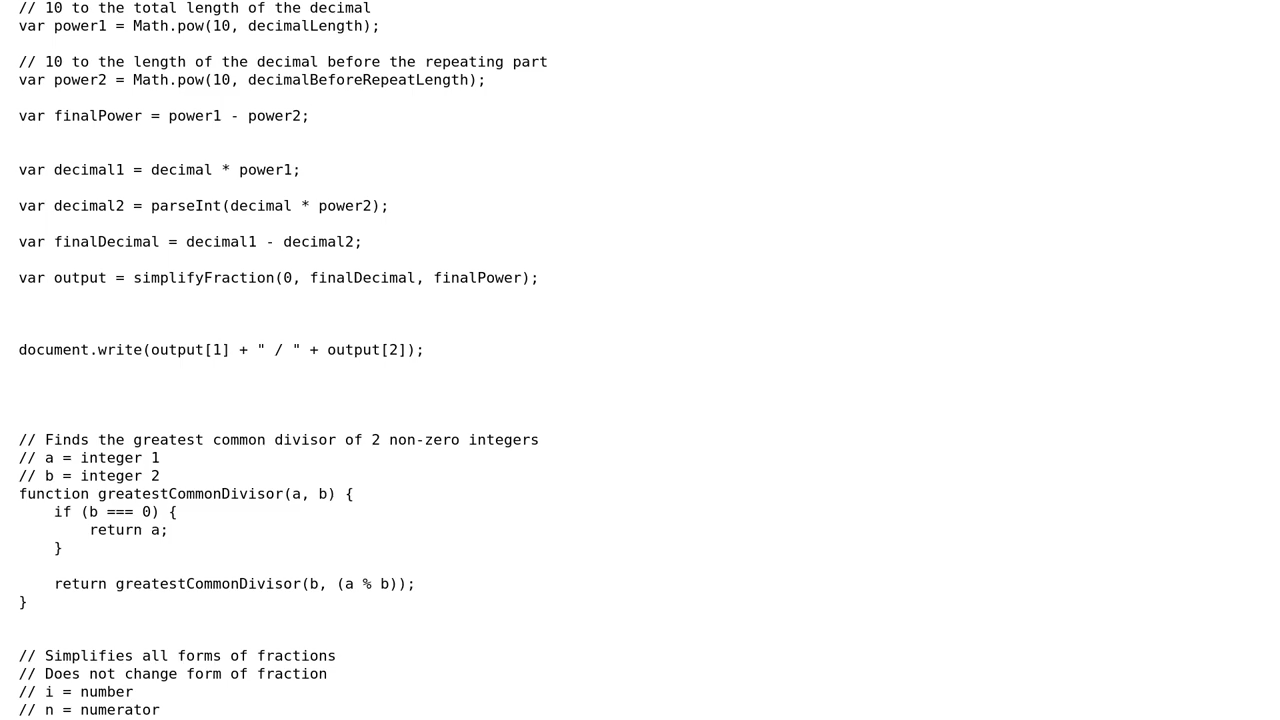 // 10 to the total length of the decimal
var power1 = Math.pow(10, decimalLength);
// 10 to the length of the decimal before the repeating part
var power2 = Math.pow(10, decimalBeforeRepeatLength);
var finalPower = power1 - power2;
var decimal1 = decimal * power1;
var decimal2 = parseInt(decimal * power2);
var finalDecimal = decimal1 - decimal2;
var output = simplifyFraction(0, finalDecimal, finalPower);
document.write(output[1] + " / " + output[2]);
// Finds the greatest common divisor of 2 non-zero integers
// a = integer 1
// b = integer 2
function greatestCommonDivisor(a, b) {
    if (b === 0) {
        return a;
    }
    return greatestCommonDivisor(b, (a % b));
}
// Simplifies all forms of fractions
// Does not change form of fraction
// i = number
// n = numerator